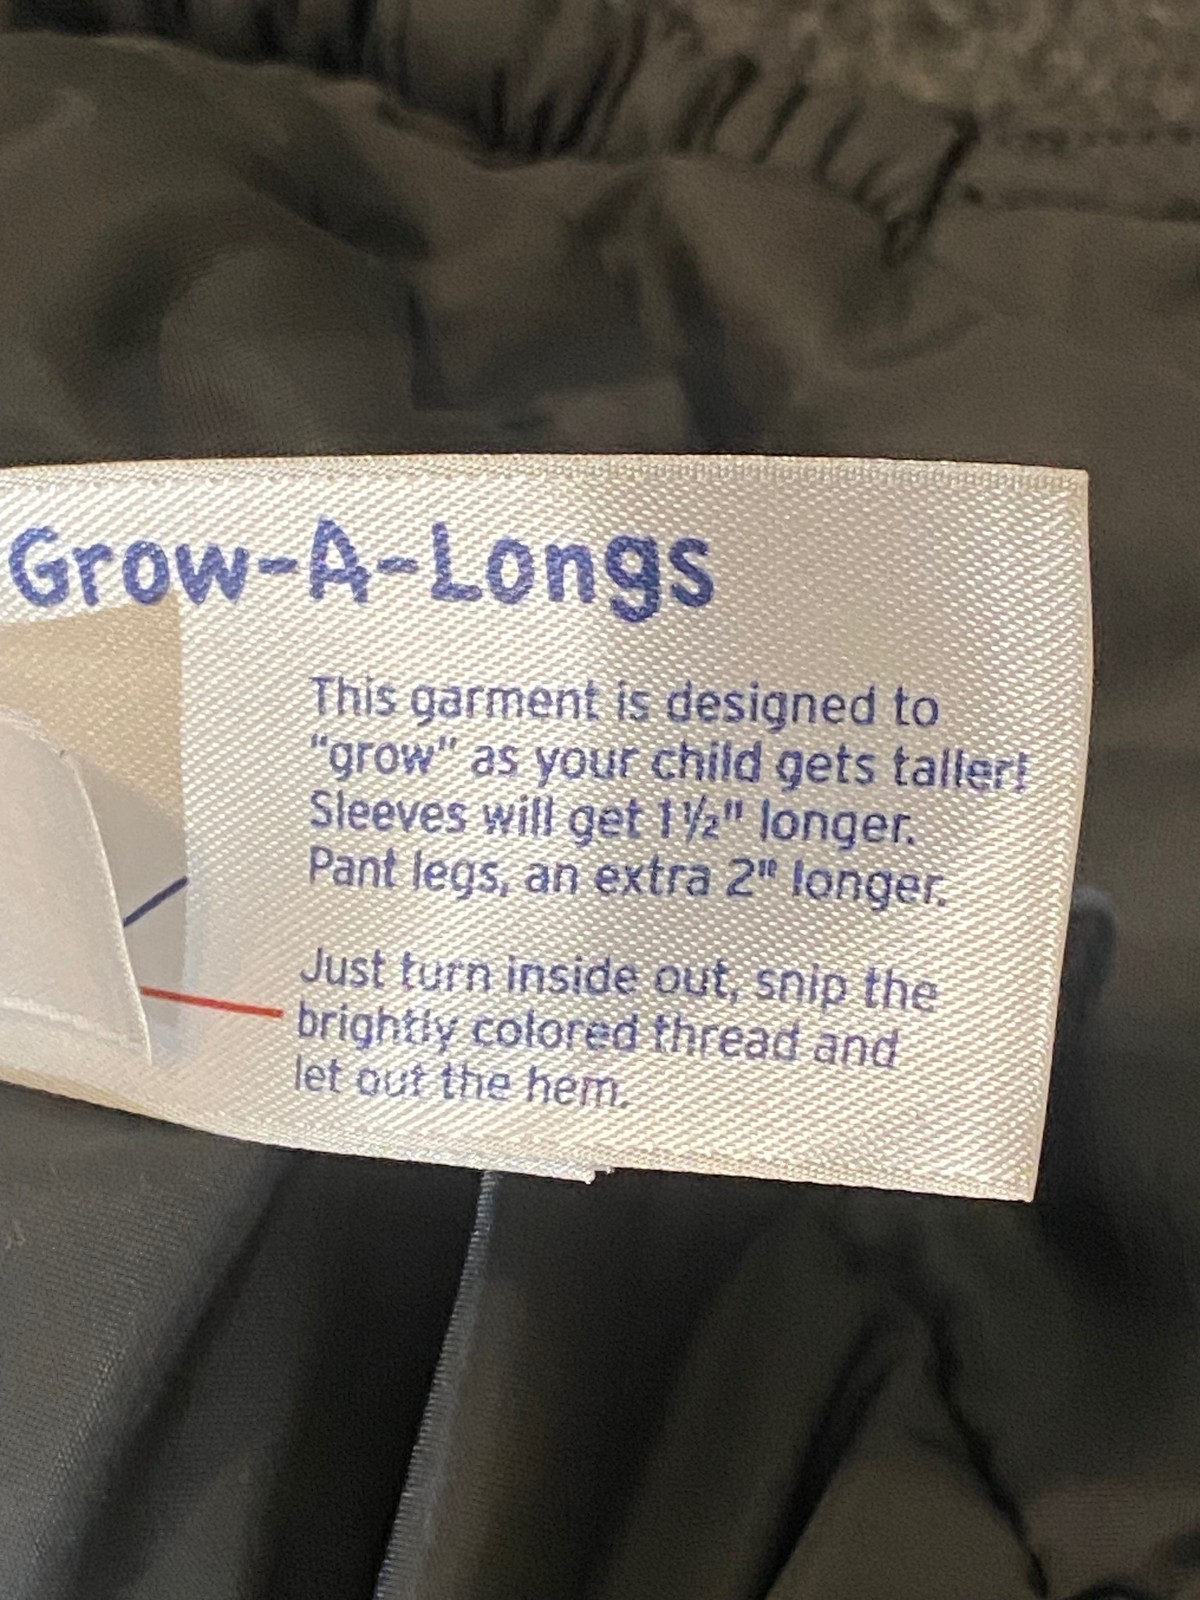 Grow-A-Longs
This garment is designed to
"grow" as your child gets taller!
Sleeves will get 1½" longer.
Pant legs, an extra 2" longer.
Just turn inside out, snip the
brightly colored thread and
let out the hem.